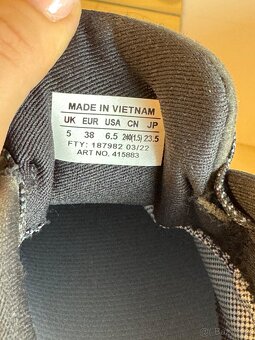 MADE IN VIETNAM
UK EUR USA CN JP
5 38 6.5 240(1.5) 23.5
FTY: 187982 03/22
ART NO. 415883